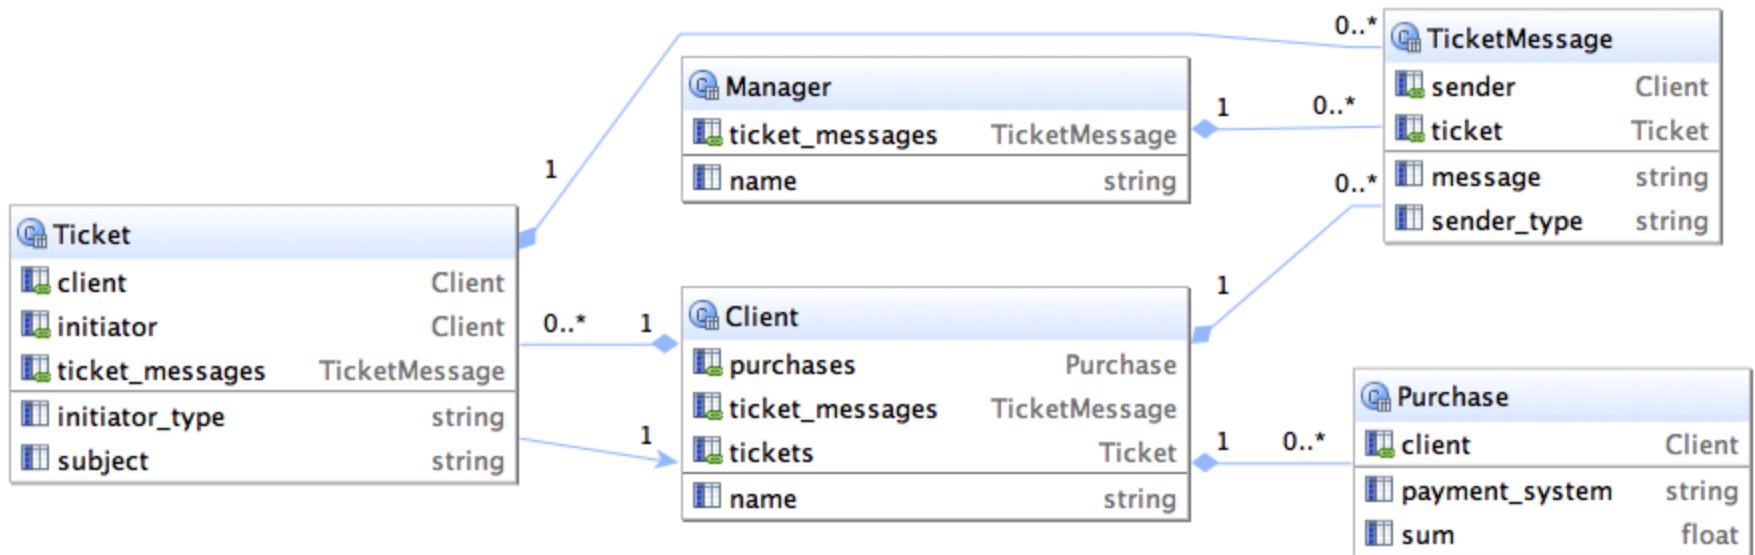 0..*
TicketMessage
sender Client
ticket Ticket
message string
sender_type string
Manager
ticket_messages TicketMessage
name string
1 0..*
1
0..*
Ticket
client Client
initiator Client
ticket_messages TicketMessage
initiator_type string
subject string
0..* 1
1
1
Client
purchases Purchase
ticket_messages TicketMessage
tickets Ticket
name string
1 0..*
Purchase
client Client
payment_system string
sum float